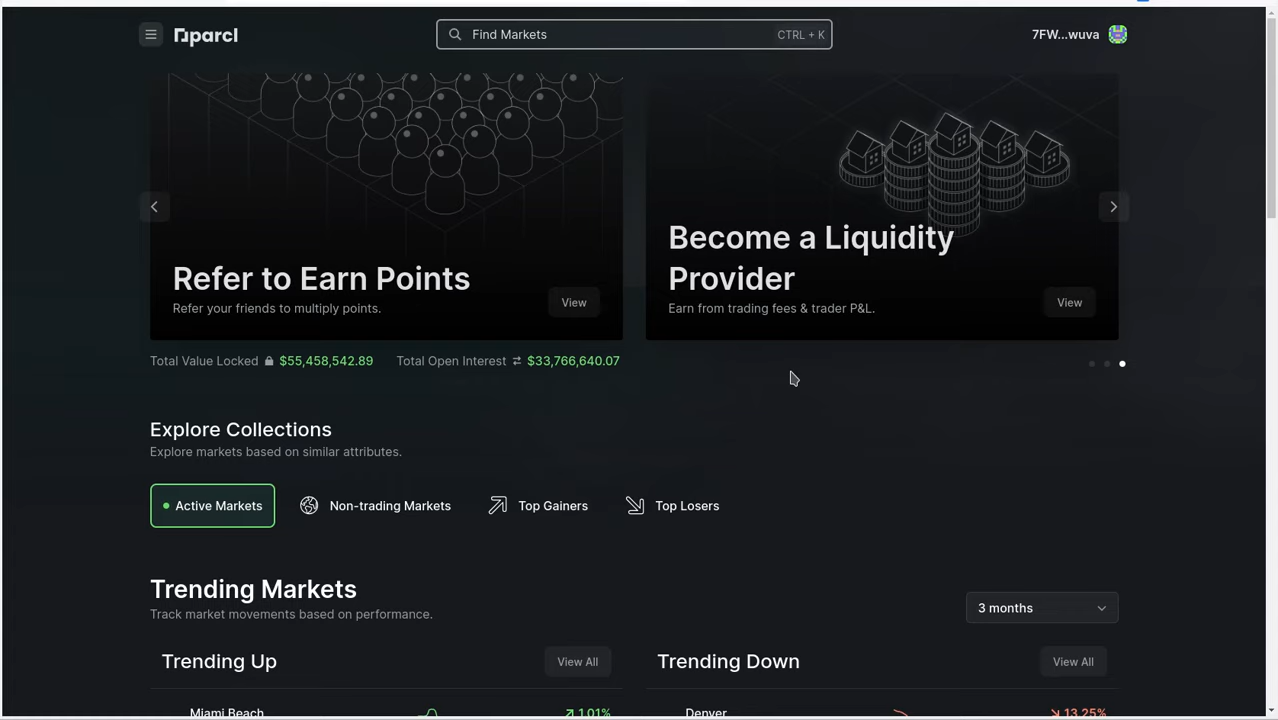 parcl
Find Markets
CTRL + K
7FW...wuva
Refer to Earn Points
Refer your friends to multiply points.
View
Become a Liquidity
Provider
Earn from trading fees & trader P&L.
View
Total Value Locked $55,458,542.89 Total Open Interest $33,766,640.07
Explore Collections
Explore markets based on similar attributes.
Active Markets
Non-trading Markets
Top Gainers
Top Losers
Trending Markets
Track market movements based on performance.
3 months
Trending Up
View All
Trending Down
View All
Miami Beach
1.01%
Denver
13.25%